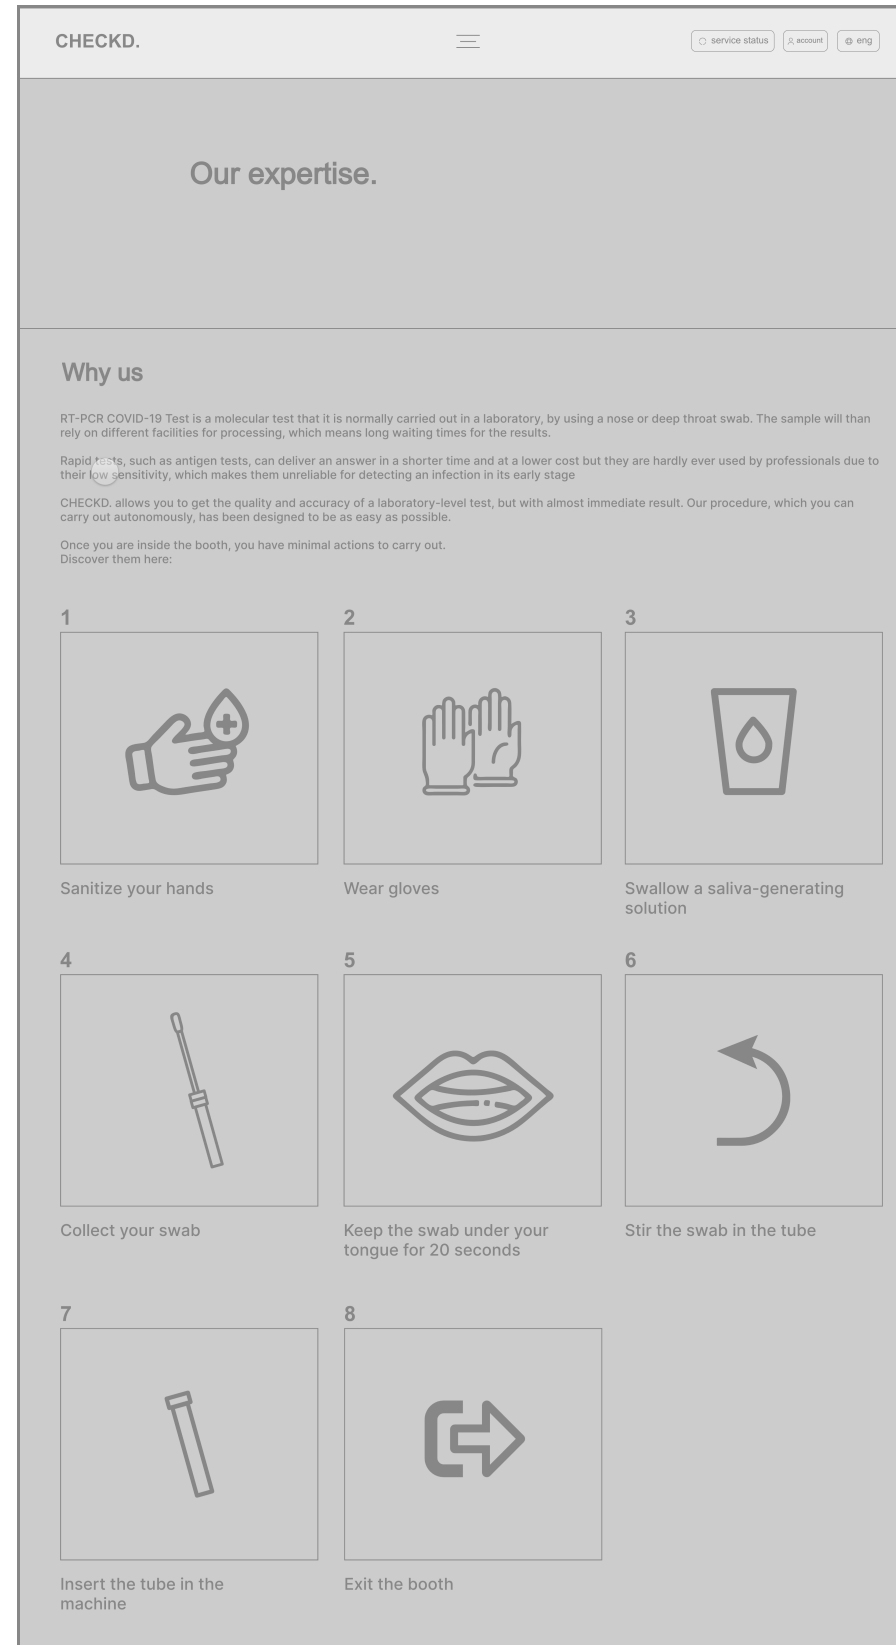 CHECKD.
service status
account
eng
Our expertise.
Why us
RT-PCR COVID-19 Test is a molecular test that it is normally carried out in a laboratory, by using a nose or deep throat swab. The sample will than
rely on different facilities for processing, which means long waiting times for the results.
Rapid tests, such as antigen tests, can deliver an answer in a shorter time and at a lower cost but they are hardly ever used by professionals due to
their low sensitivity, which makes them unreliable for detecting an infection in its early stage
CHECKD. allows you to get the quality and accuracy of a laboratory-level test, but with almost immediate result. Our procedure, which you can
carry out autonomously, has been designed to be as easy as possible.
Once you are inside the booth, you have minimal actions to carry out.
Discover them here:
1
Sanitize your hands
2
Wear gloves
3
Swallow a saliva-generating
solution
4
Collect your swab
5
Keep the swab under your
tongue for 20 seconds
6
Stir the swab in the tube
7
Insert the tube in the
machine
8
Exit the booth